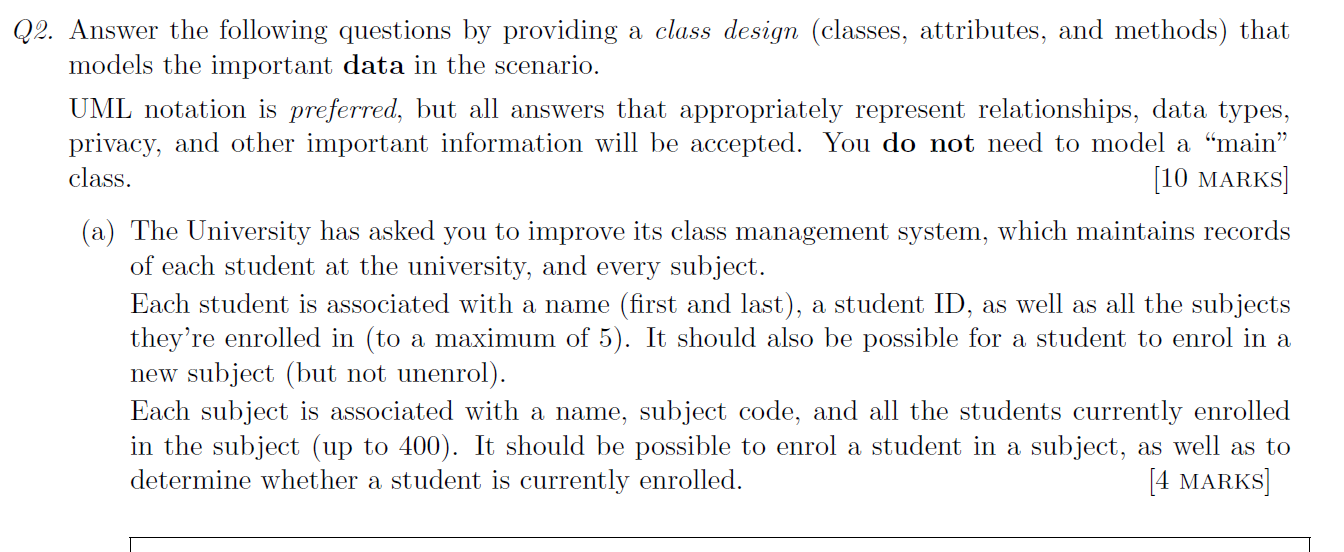 Q2. Answer the following questions by providing a class design (classes, attributes, and methods) that
models the important data in the scenario.
UML notation is preferred, but all answers that appropriately represent relationships, data types,
privacy, and other important information will be accepted. You do not need to model a “main”
class. [10 MARKS]
(a) The University has asked you to improve its class management system, which maintains records
of each student at the university, and every subject.
Each student is associated with a name (first and last), a student ID, as well as all the subjects
they’re enrolled in (to a maximum of 5). It should also be possible for a student to enrol in a
new subject (but not unenrol).
Each subject is associated with a name, subject code, and all the students currently enrolled
in the subject (up to 400). It should be possible to enrol a student in a subject, as well as to
determine whether a student is currently enrolled. [4 MARKS]